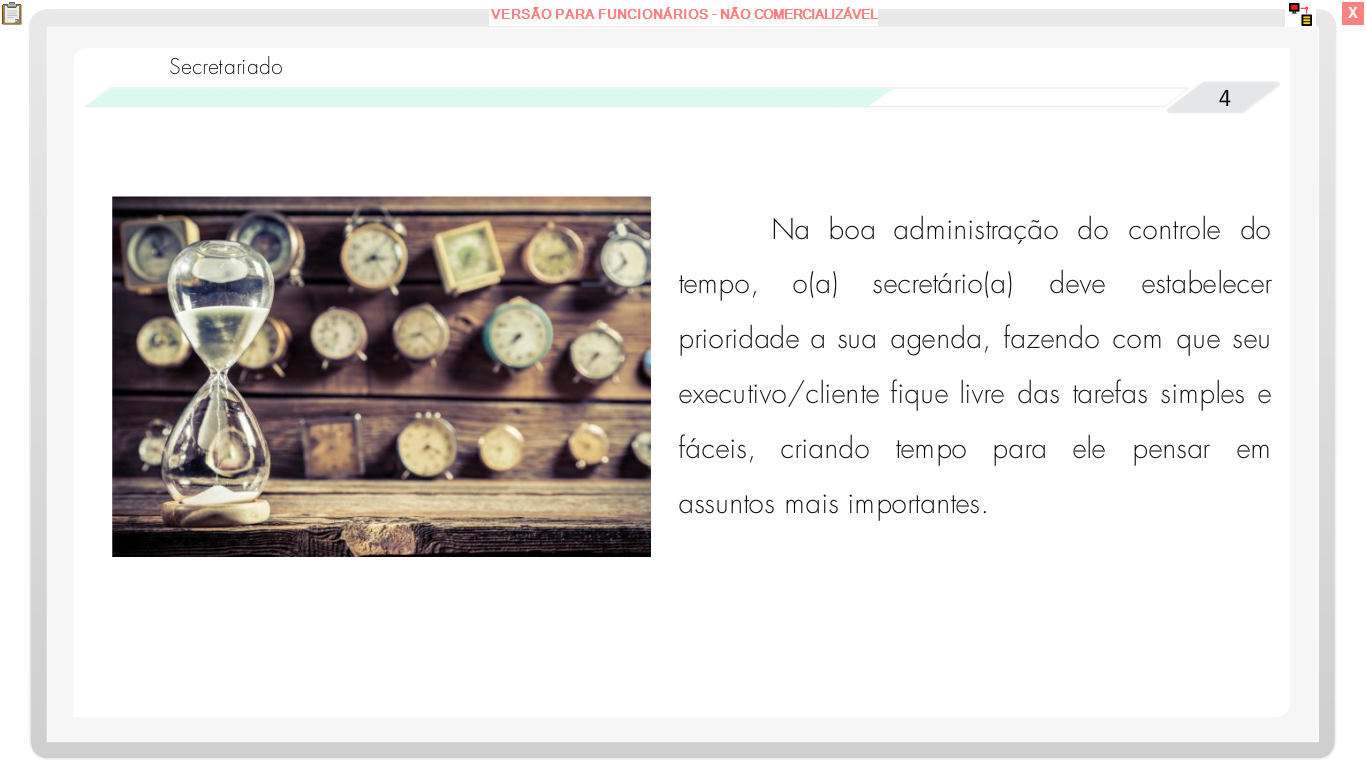 VERSÃO PARA FUNCIONÁRIOS - NÃO COMERCIALIZÁVEL
X
Secretariado
4
Na boa administração do controle do
tempo, o(a) secretário(a) deve estabelecer
prioridade a sua agenda, fazendo com que seu
executivo/cliente fique livre das tarefas simples e
fáceis, criando tempo para ele pensar em
assuntos mais importantes.